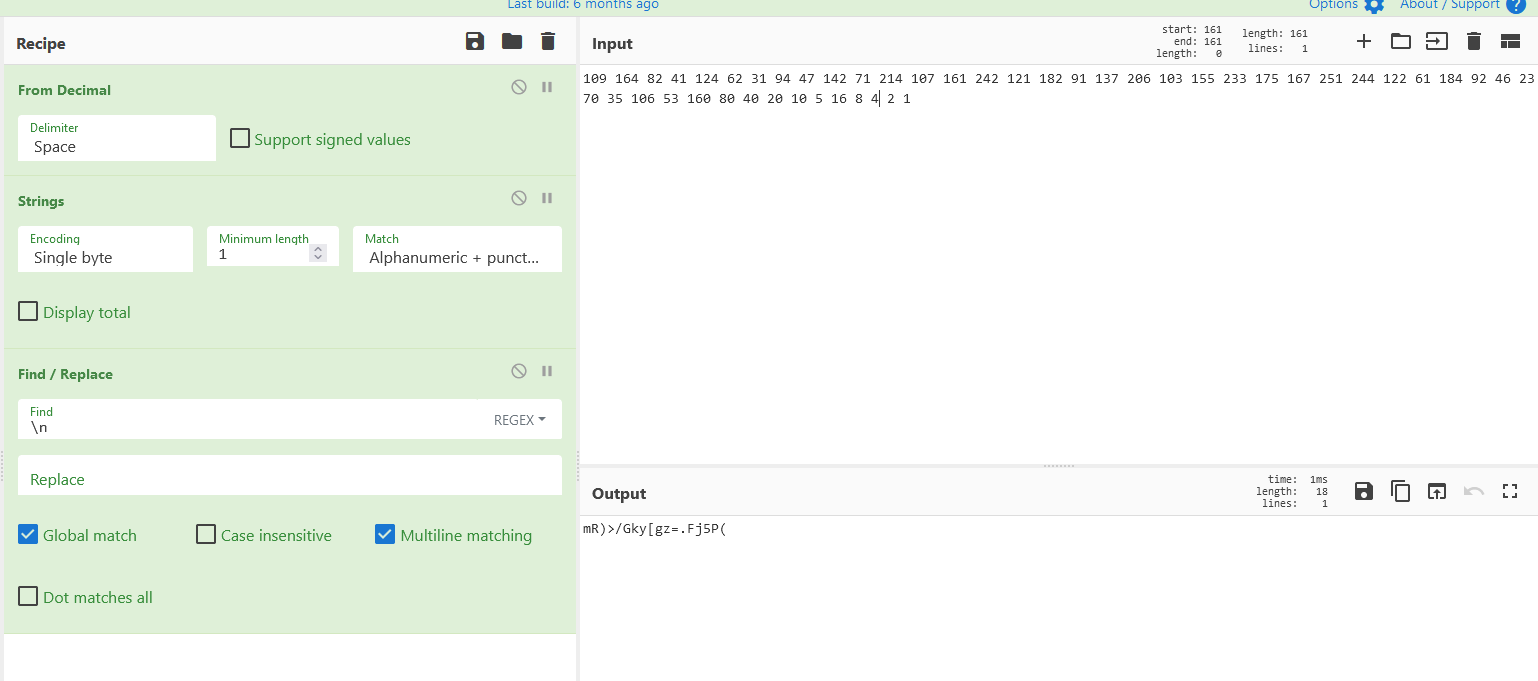 Last build: 6 months ago
Options
About / Support
Recipe
From Decimal
Delimiter
Space
Support signed values
Strings
Encoding
Single byte
Minimum length
1
Match
Alphanumeric + punct...
Display total
Find / Replace
Find
\n
REGEX
Replace
Global match
Case insensitive
Multiline matching
Dot matches all
Input
start: 161
end: 161
length: 0
length: 161
lines: 1
109 164 82 41 124 62 31 94 47 142 71 214 107 161 242 121 182 91 137 206 103 155 233 175 167 251 244 122 61 184 92 46 23
70 35 106 53 160 80 40 20 10 5 16 8 4 2 1
Output
time: 1ms
length: 18
lines: 1
mR)>/Gky[gz=.Fj5P(